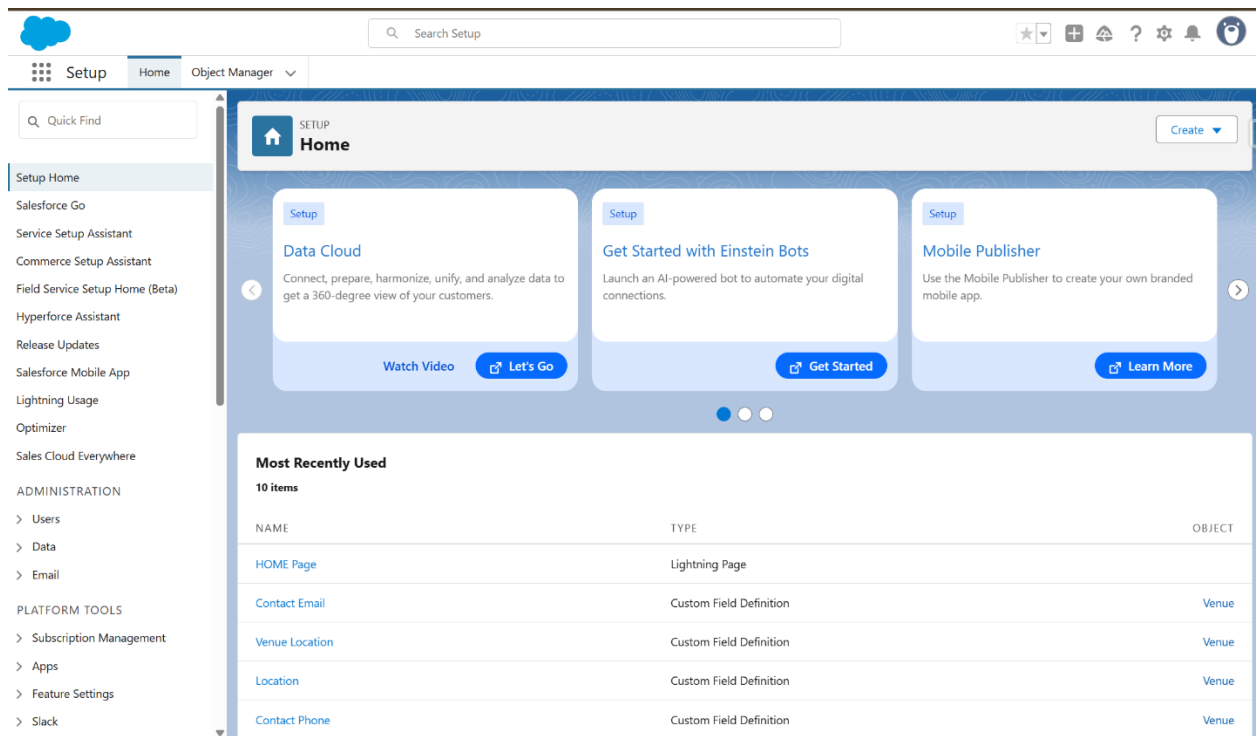 Search Setup
Setup
Home
Object Manager
Quick Find
Setup Home
Salesforce Go
Service Setup Assistant
Commerce Setup Assistant
Field Service Setup Home (Beta)
Hyperforce Assistant
Release Updates
Salesforce Mobile App
Lightning Usage
Optimizer
Sales Cloud Everywhere
ADMINISTRATION
Users
Data
Email
PLATFORM TOOLS
Subscription Management
Apps
Feature Settings
Slack
SETUP
Home
Create
Setup
Data Cloud
Connect, prepare, harmonize, unify, and analyze data to
get a 360-degree view of your customers.
Watch Video
Let's Go
Setup
Get Started with Einstein Bots
Launch an AI-powered bot to automate your digital
connections.
Get Started
Setup
Mobile Publisher
Use the Mobile Publisher to create your own branded
mobile app.
Learn More
Most Recently Used
10 items
NAME TYPE OBJECT
HOME Page Lightning Page
Contact Email Custom Field Definition Venue
Venue Location Custom Field Definition Venue
Location Custom Field Definition Venue
Contact Phone Custom Field Definition Venue